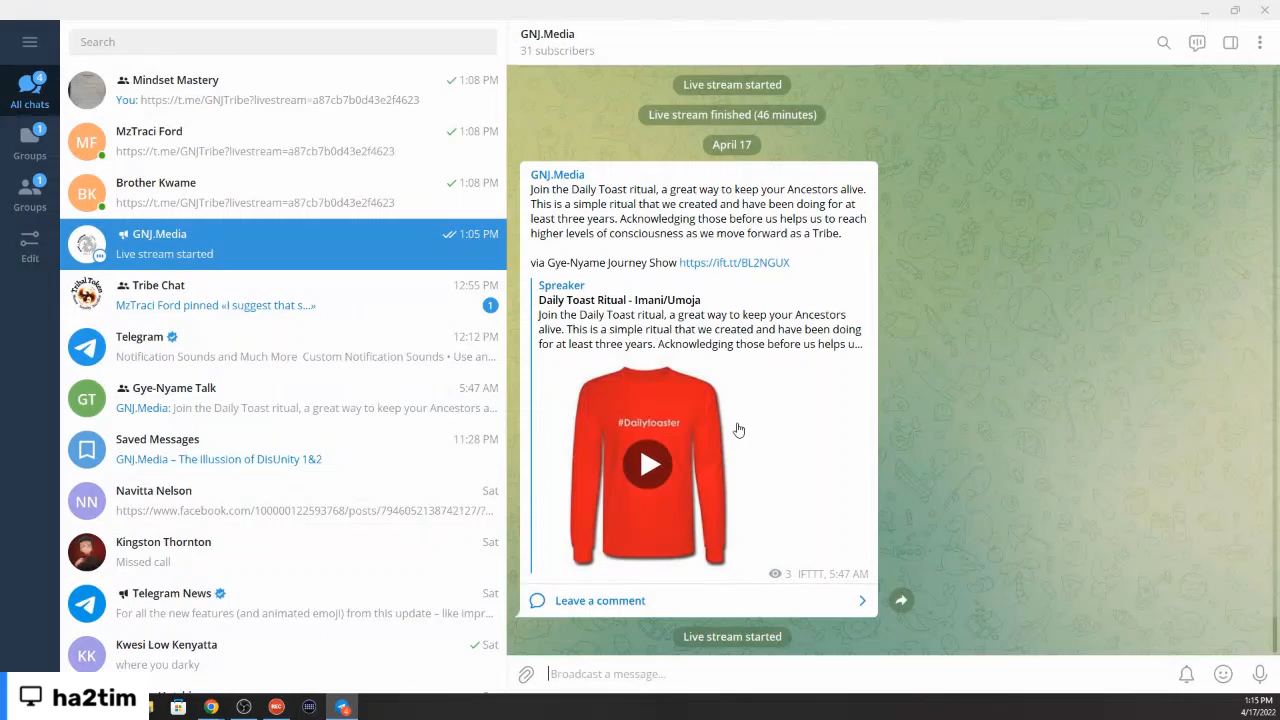 Search
4
All chats
1
Groups
1
Groups
Edit
Mindset Mastery
1:08 PM
You: https://t.me/GNJTribe?livestream=a87cb7b0d43e2f4623
MF
MzTraci Ford
1:08 PM
https://t.me/GNJTribe?livestream=a87cb7b0d43e2f4623
BK
Brother Kwame
1:08 PM
https://t.me/GNJTribe?livestream=a87cb7b0d43e2f4623
GNJ.Media
1:05 PM
Live stream started
Tribe Chat
12:55 PM
MzTraci Ford pinned «I suggest that s...»
1
Telegram
12:12 PM
Notification Sounds and Much More Custom Notification Sounds • Use an...
GT
Gye-Nyame Talk
5:47 AM
GNJ.Media: Join the Daily Toast ritual, a great way to keep your Ancestors a...
Saved Messages
11:28 PM
GNJ.Media – The Illussion of DisUnity 1&2
NN
Navitta Nelson
Sat
https://www.facebook.com/100000122593768/posts/7946052138742127/?...
Kingston Thornton
Sat
Missed call
Telegram News
Sat
For all the new features (and animated emoji) from this update – like impr...
KK
Kwesi Low Kenyatta
Sat
where you darky
GNJ.Media
31 subscribers
Live stream started
Live stream finished (46 minutes)
April 17
GNJ.Media
Join the Daily Toast ritual, a great way to keep your Ancestors alive.
This is a simple ritual that we created and have been doing for at
least three years. Acknowledging those before us helps us to reach
higher levels of consciousness as we move forward as a Tribe.
via Gye-Nyame Journey Show https://ift.tt/BL2NGUX
Spreaker
Daily Toast Ritual - Imani/Umoja
Join the Daily Toast ritual, a great way to keep your Ancestors
alive. This is a simple ritual that we created and have been doing
for at least three years. Acknowledging those before us helps u...
#Dailytoaster
3 IFTTT, 5:47 AM
Leave a comment
Live stream started
Broadcast a message...
ha2tim
REC
1:15 PM
4/17/2022